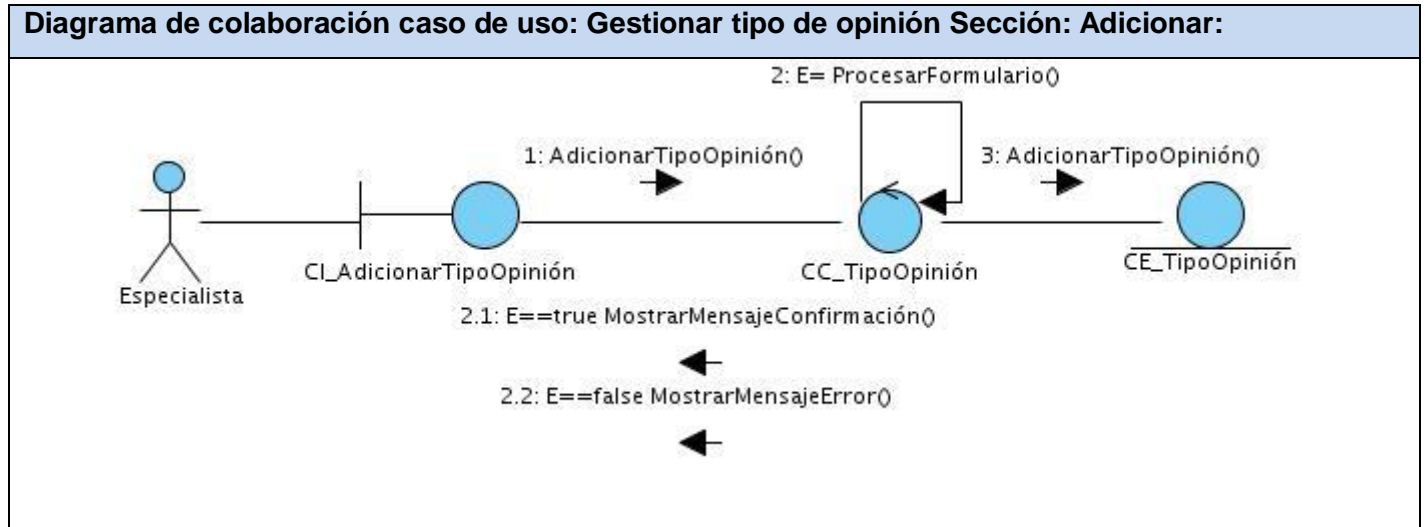 Diagrama de colaboración caso de uso: Gestionar tipo de opinión Sección: Adicionar:
2: E= ProcesarFormulario()
1: AdicionarTipoOpinión()
3: AdicionarTipoOpinión()
CI_AdicionarTipoOpinión
CC_TipoOpinión
CE_TipoOpinión
Especialista
2.1: E==true MostrarMensajeConfirmación()
2.2: E==false MostrarMensajeError()